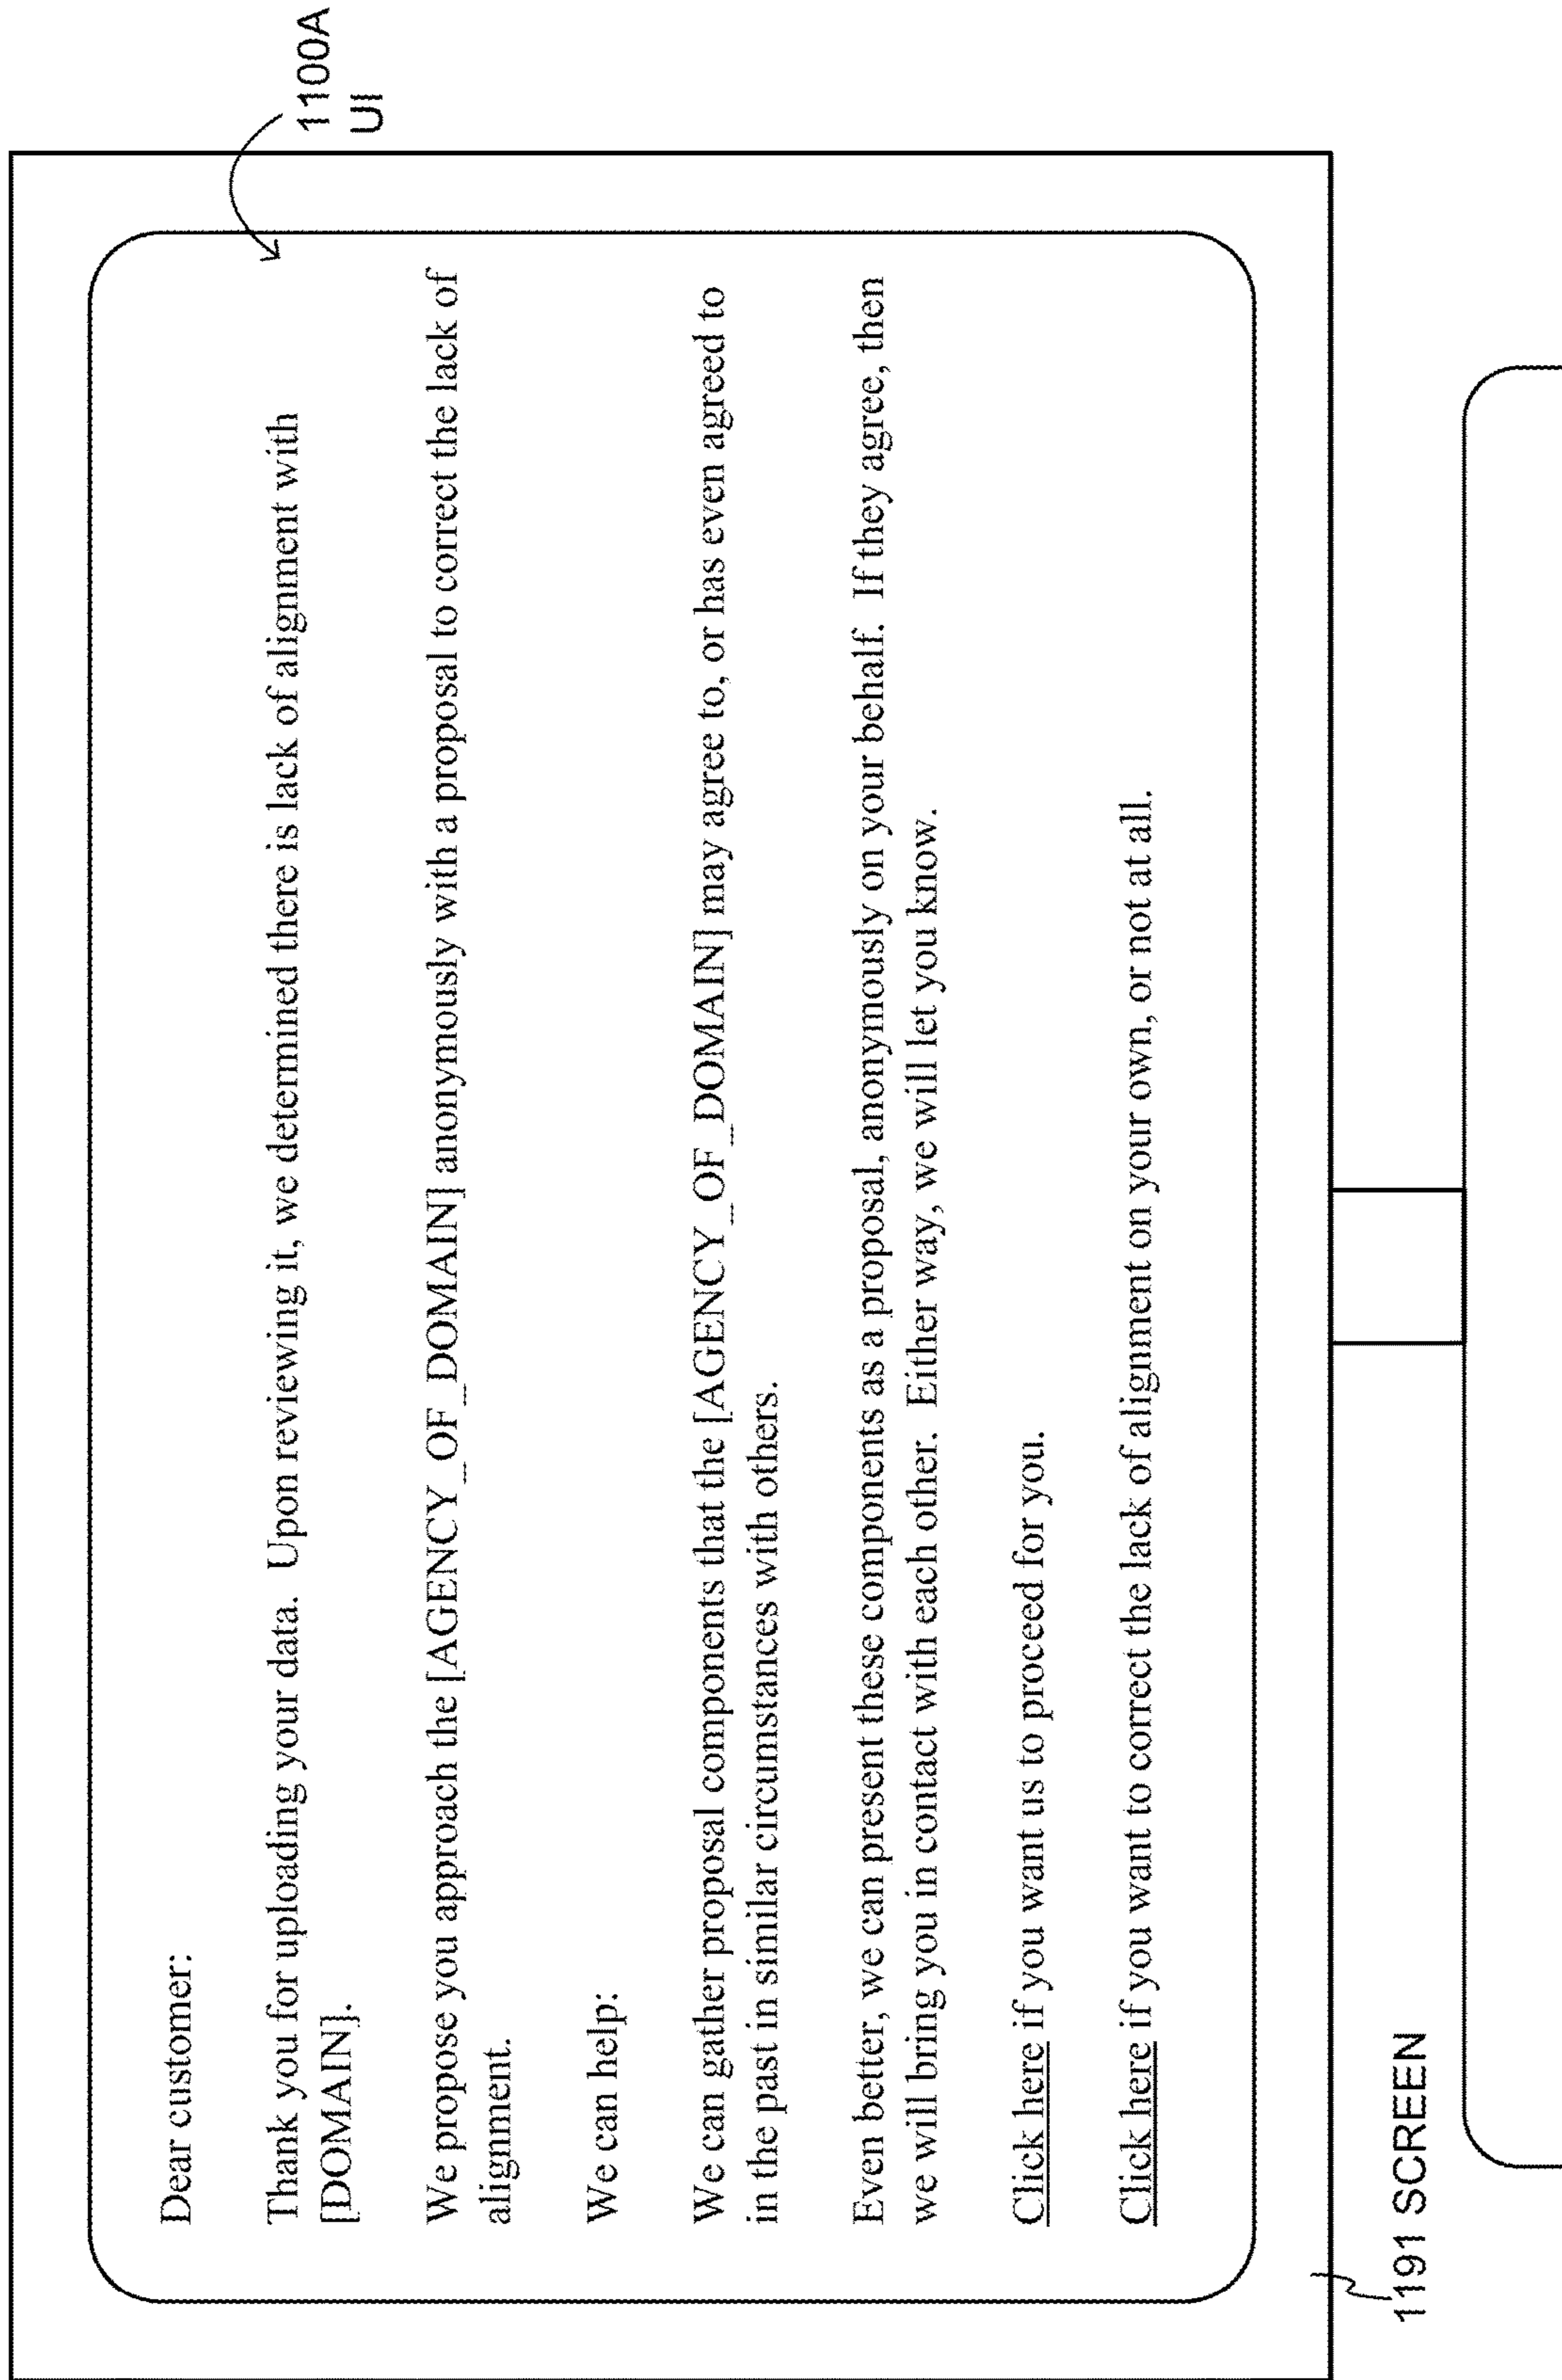 1100A
UI
Dear customer:
Thank you for uploading your data. Upon reviewing it, we determined there is lack of alignment with
[DOMAIN].
We propose you approach the [AGENCY_OF_DOMAIN] anonymously with a proposal to correct the lack of
alignment.
We can help:
We can gather proposal components that the [AGENCY_OF_DOMAIN] may agree to, or has even agreed to
in the past in similar circumstances with others.
Even better, we can present these components as a proposal, anonymously on your behalf. If they agree, then
we will bring you in contact with each other. Either way, we will let you know.
Click here if you want us to proceed for you.
Click here if you want to correct the lack of alignment on your own, or not at all.
1191 SCREEN